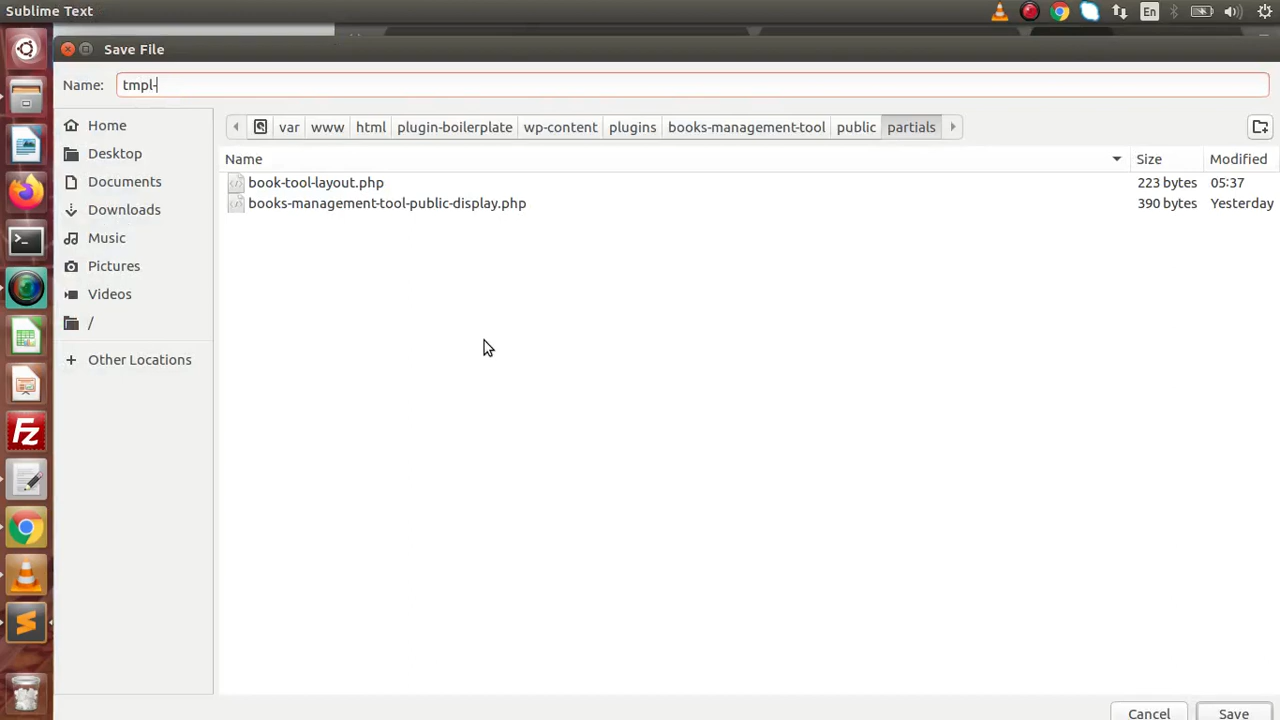 Sublime Text
En
Save File
Name: tmpl-
var www html plugin-boilerplate wp-content plugins books-management-tool public partials
Name Size Modified
book-tool-layout.php 223 bytes 05:37
books-management-tool-public-display.php 390 bytes Yesterday
Home
Desktop
Documents
Downloads
Music
Pictures
Videos
/
Other Locations
Cancel Save